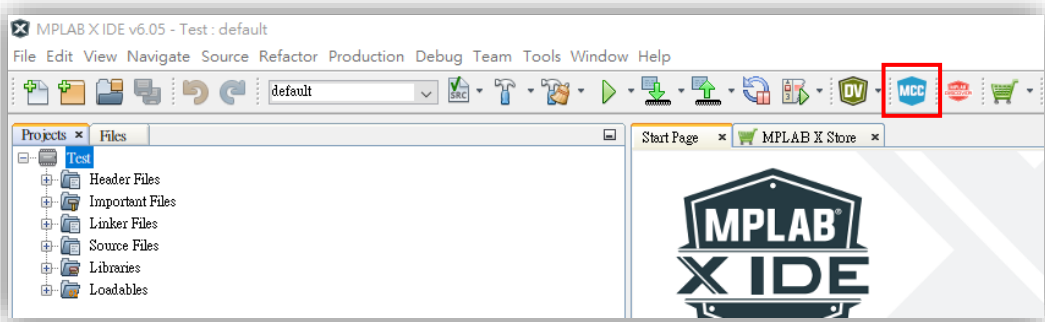 MPLAB X IDE v6.05 - Test : default
File Edit View Navigate Source Refactor Production Debug Team Tools Window Help
default
SRC
DV
MCC
Projects
Files
Start Page
MPLAB X Store
Test
Header Files
Important Files
Linker Files
Source Files
Libraries
Loadables
MPLAB®
X IDE